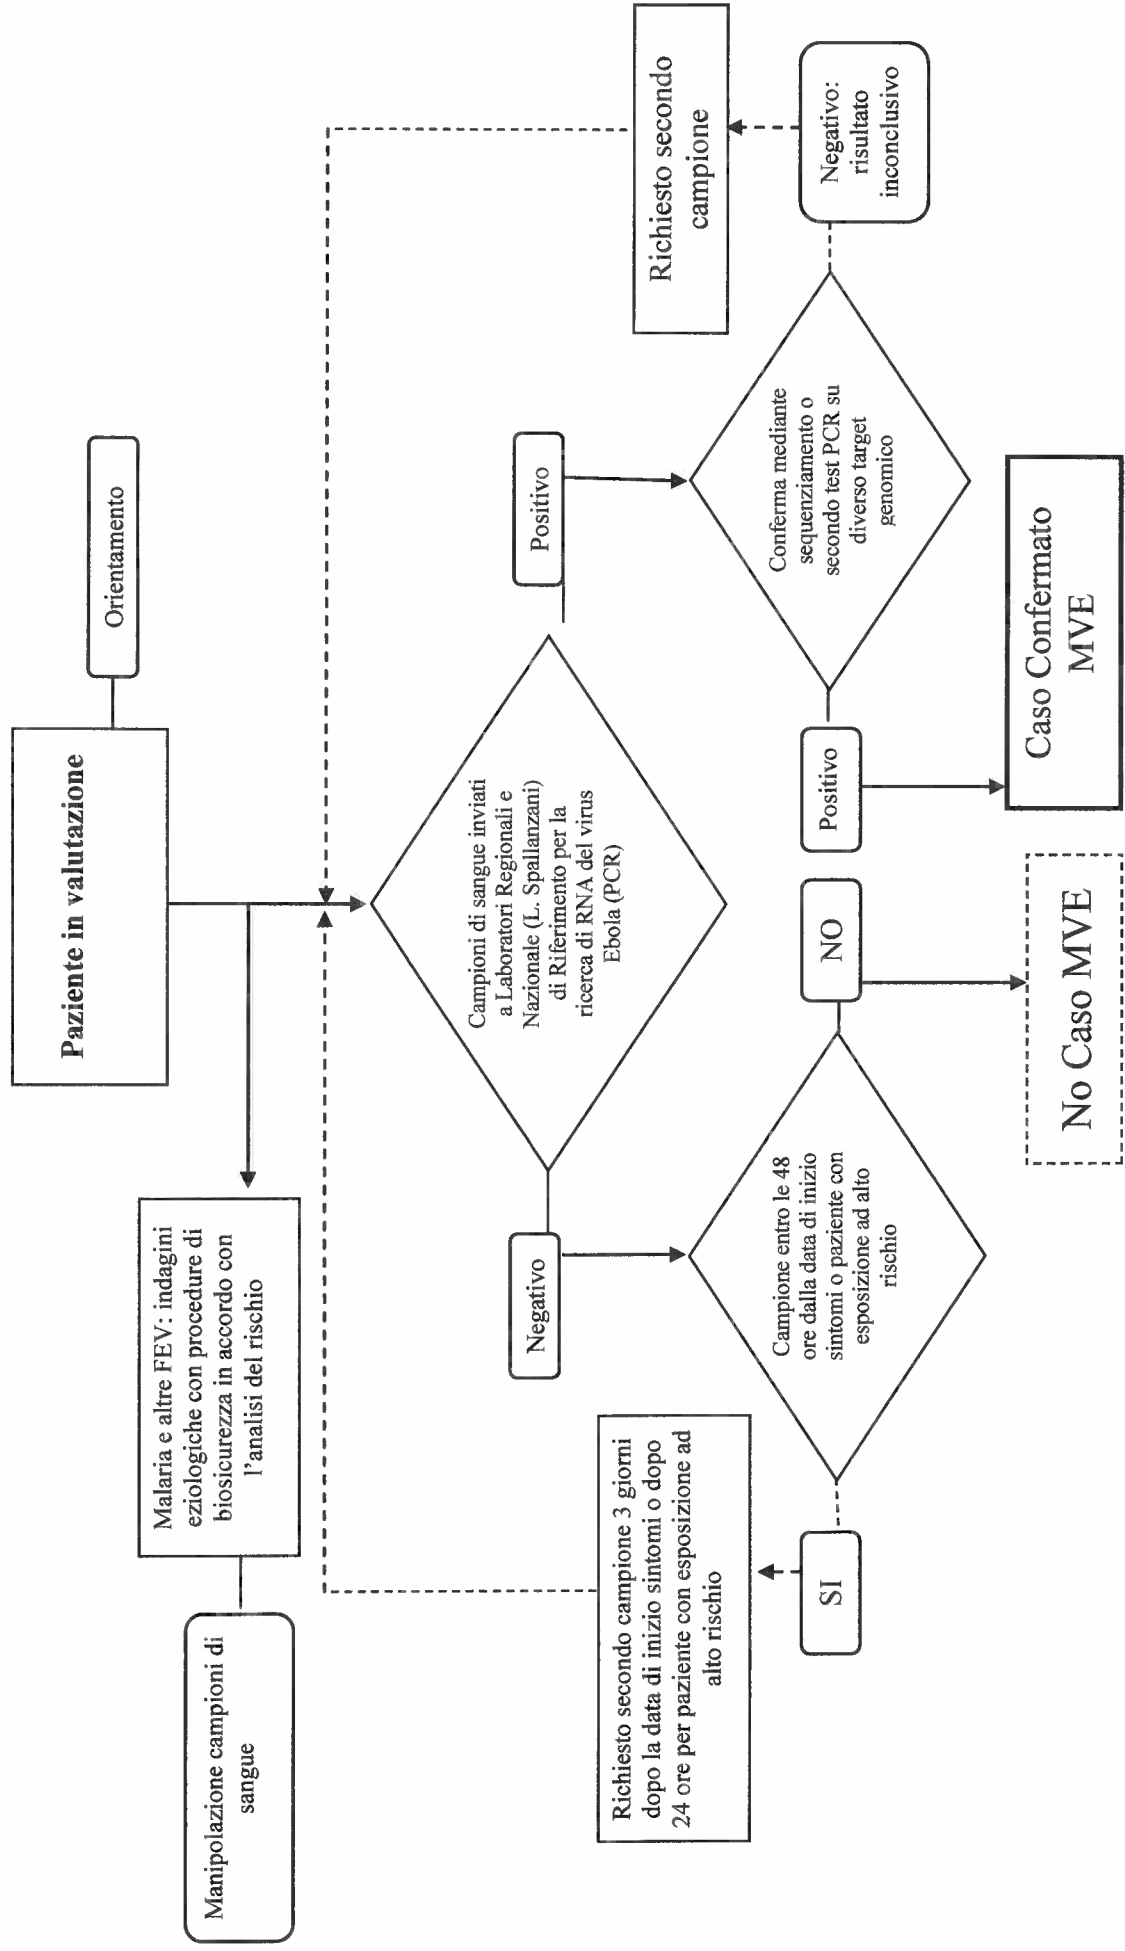 Paziente in valutazione
Orientamento
Malaria e altre FEV: indagini
eziologiche con procedure di
biosicurezza in accordo con
l'analisi del rischio
Manipolazione campioni di
sangue
Campioni di sangue inviati
a Laboratori Regionali e
Nazionale (L. Spallanzani)
di Riferimento per la
ricerca di RNA del virus
Ebola (PCR)
Negativo
Positivo
Richiesto secondo campione 3 giorni
dopo la data di inizio sintomi o dopo
24 ore per paziente con esposizione ad
alto rischio
Campione entro le 48
ore dalla data di inizio
sintomi o paziente con
esposizione ad alto
rischio
SI
NO
Conferma mediante
sequenziamento o
secondo test PCR su
diverso target
genomico
Positivo
Richiesto secondo
campione
Negativo:
risultato
inconclusivo
No Caso MVE
Caso Confermato
MVE